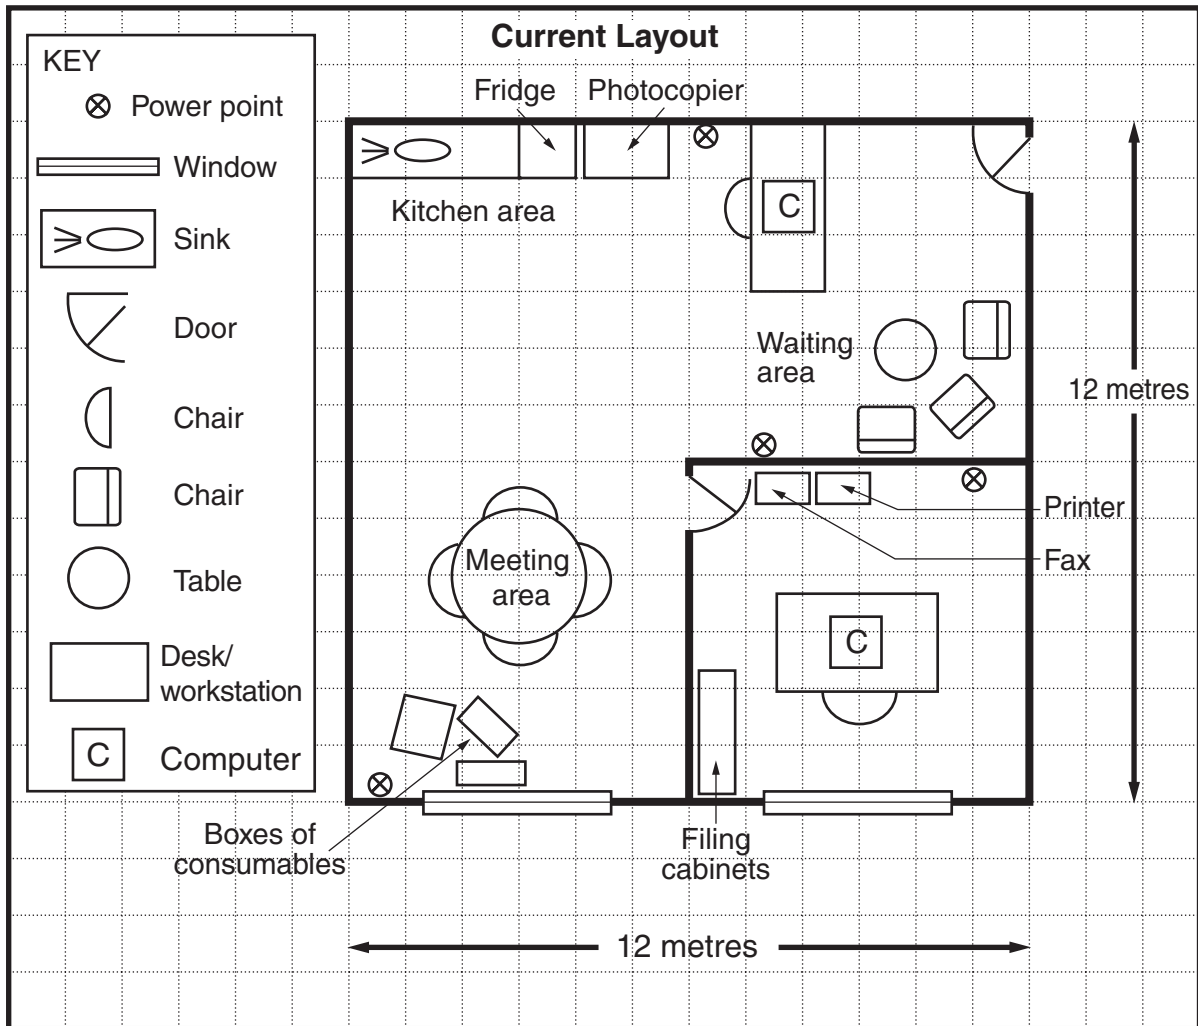 Current Layout
KEY
Power point
Window
Sink
Door
Chair
Chair
Table
Desk/
workstation
C
Computer
Fridge
Photocopier
Kitchen area
C
Waiting
area
12 metres
Printer
Fax
Meeting
area
C
Boxes of
consumables
Filing
cabinets
12 metres